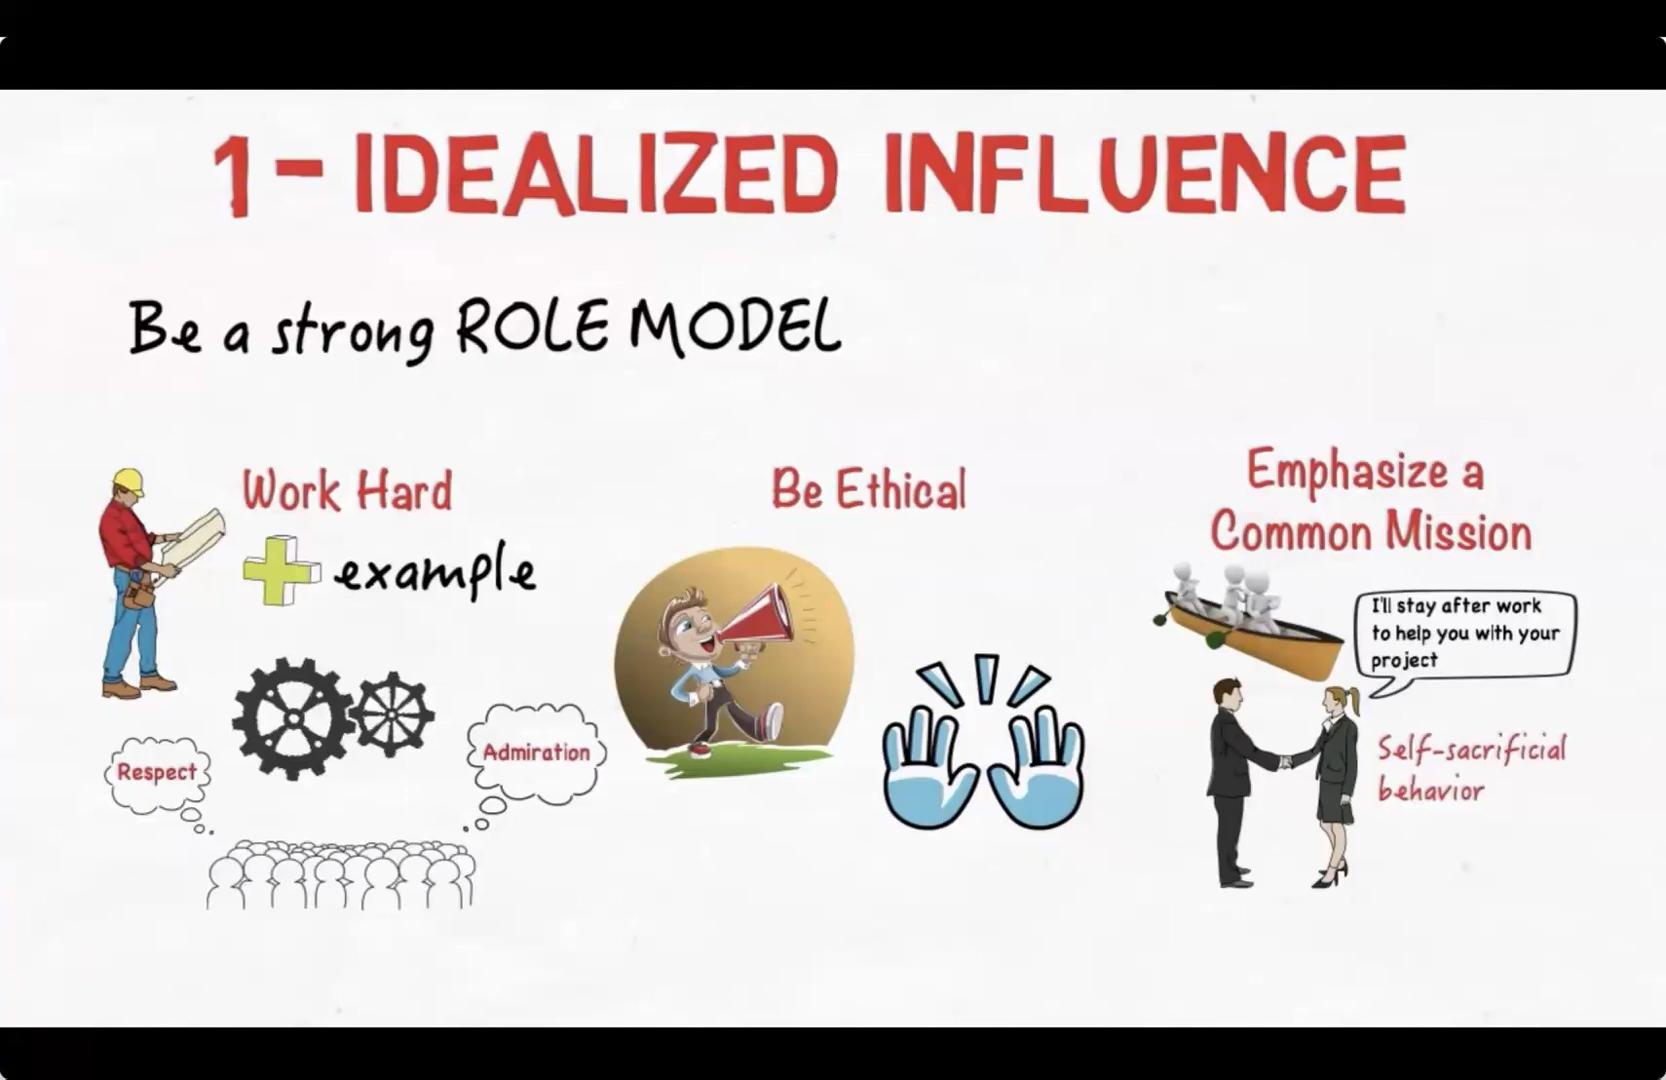 1 - IDEALIZED INFLUENCE
Be a strong ROLE MODEL
Work Hard
example
Respect
Admiration
Be Ethical
Emphasize a
Common Mission
I'll stay after work
to help you with your
project
Self-sacrificial
behavior